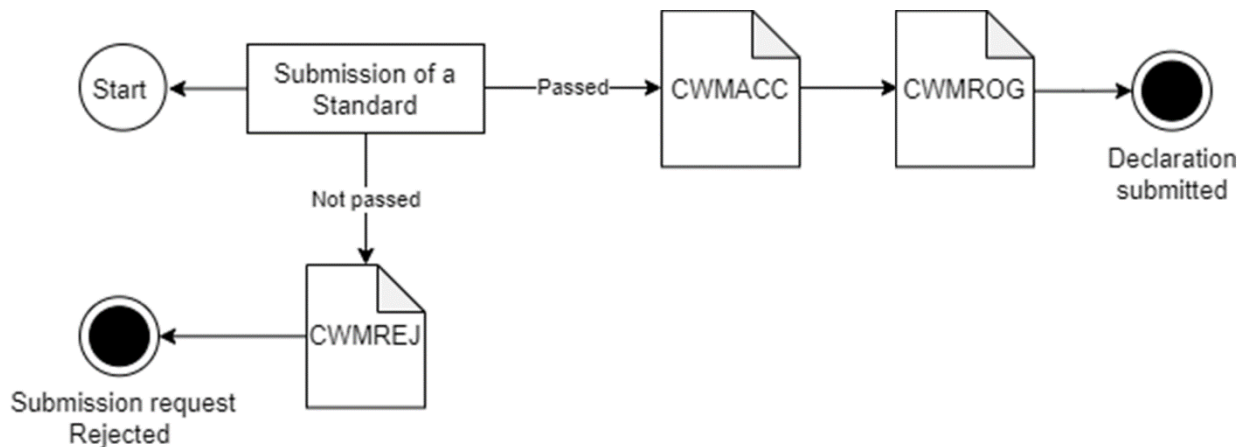 Start
Submission of a
Standard
Passed
CWMACC
CWMROG
Declaration
submitted
Not passed
CWMREJ
Submission request
Rejected